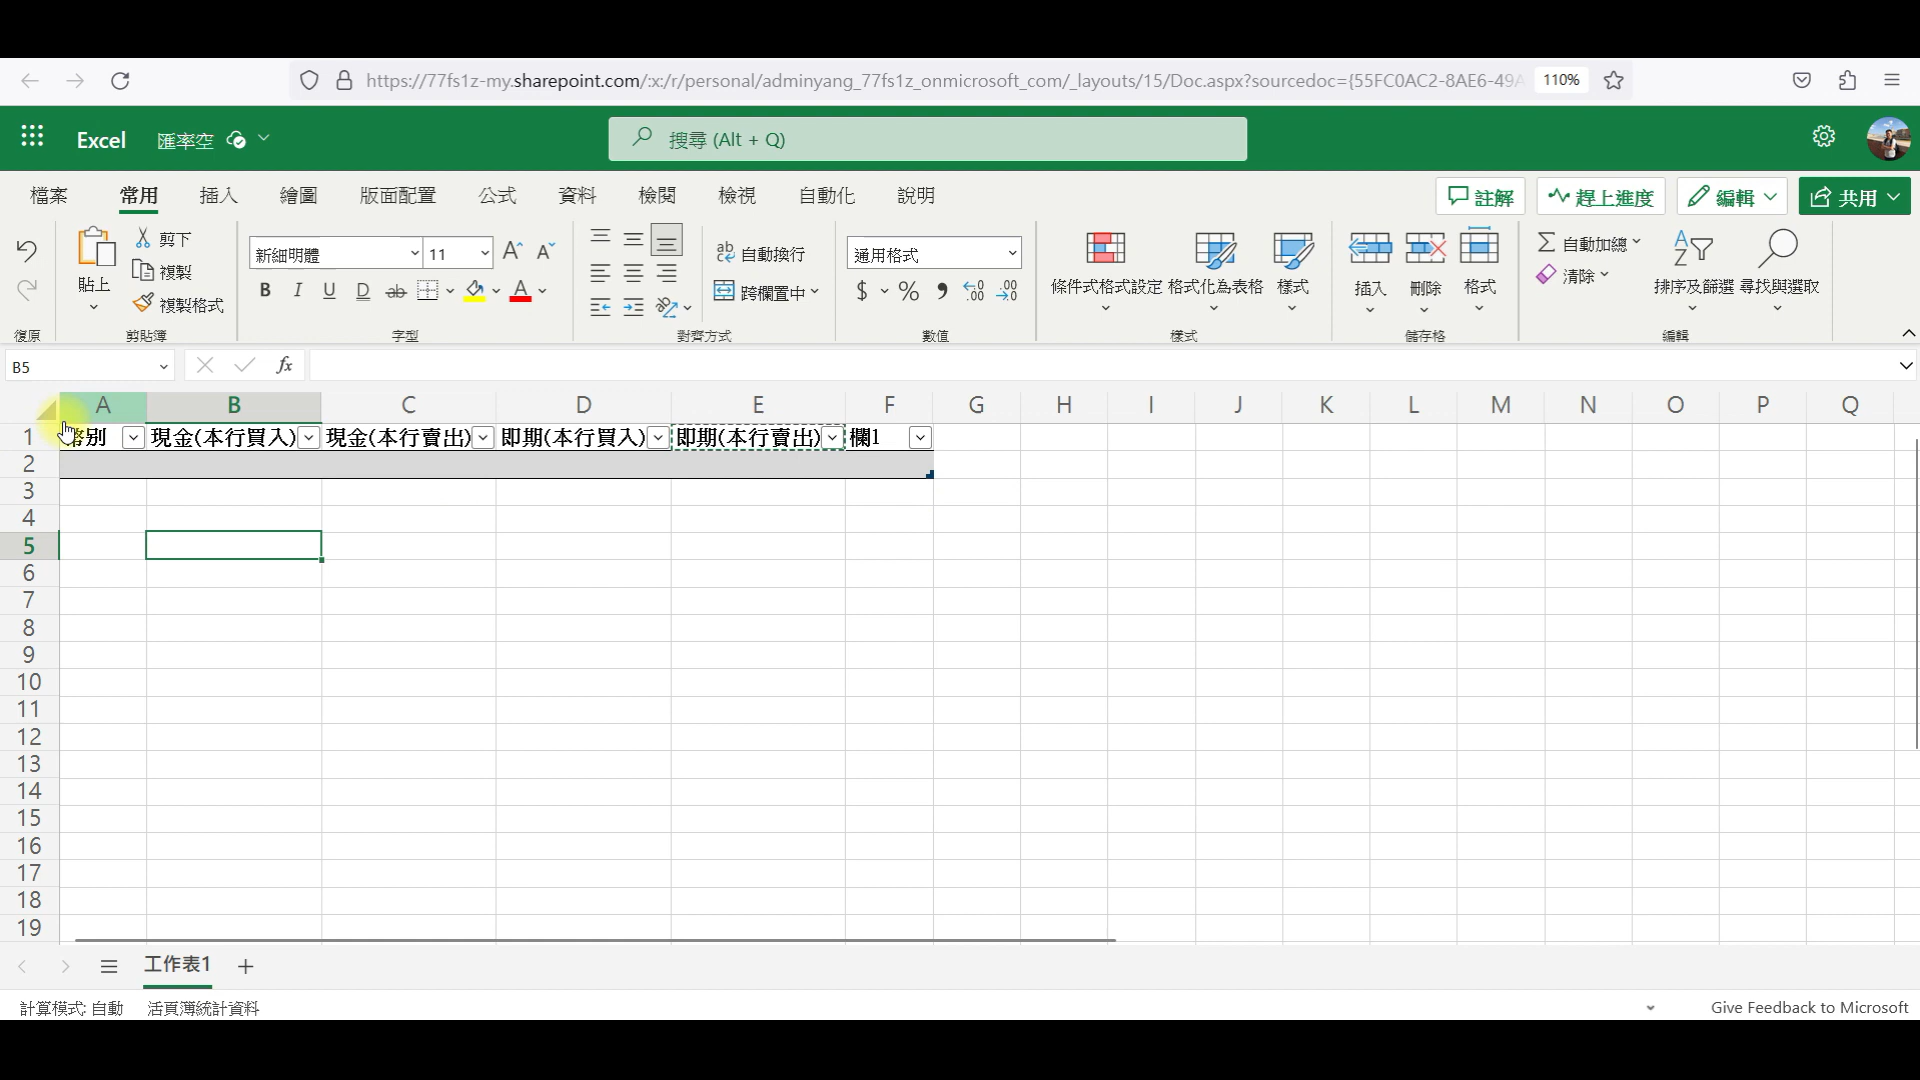 https://77fs1z-my.sharepoint.com/:x:/r/personal/adminyang_77fs1z_onmicrosoft_com/_layouts/15/Doc.aspx?sourcedoc={55FC0AC2-8AE6-49A 110%
Excel 匯率空 搜尋 (Alt + Q)
檔案 常用 插入 繪圖 版面配置 公式 資料 檢閱 檢視 自動化 說明 註解 趕上進度 編輯 共用
貼上 剪下 複製 複製格式
新細明體 11
B I U D ab A
自動換行
跨欄置中
通用格式
$ % .00
條件式格式設定 格式化為表格 樣式
插入 刪除 格式
自動加總 清除
排序及篩選 尋找與選取
復原 剪貼簿 字型 對齊方式 數值 樣式 儲存格 編輯
B5 fx
A B C D E F G H I J K L M N O P Q
1 幣別 現金(本行買入) 現金(本行賣出) 即期(本行買入) 即期(本行賣出) 欄1
2
3
4
5
6
7
8
9
10
11
12
13
14
15
16
17
18
19
工作表1
計算模式: 自動 活頁簿統計資料 Give Feedback to Microsoft